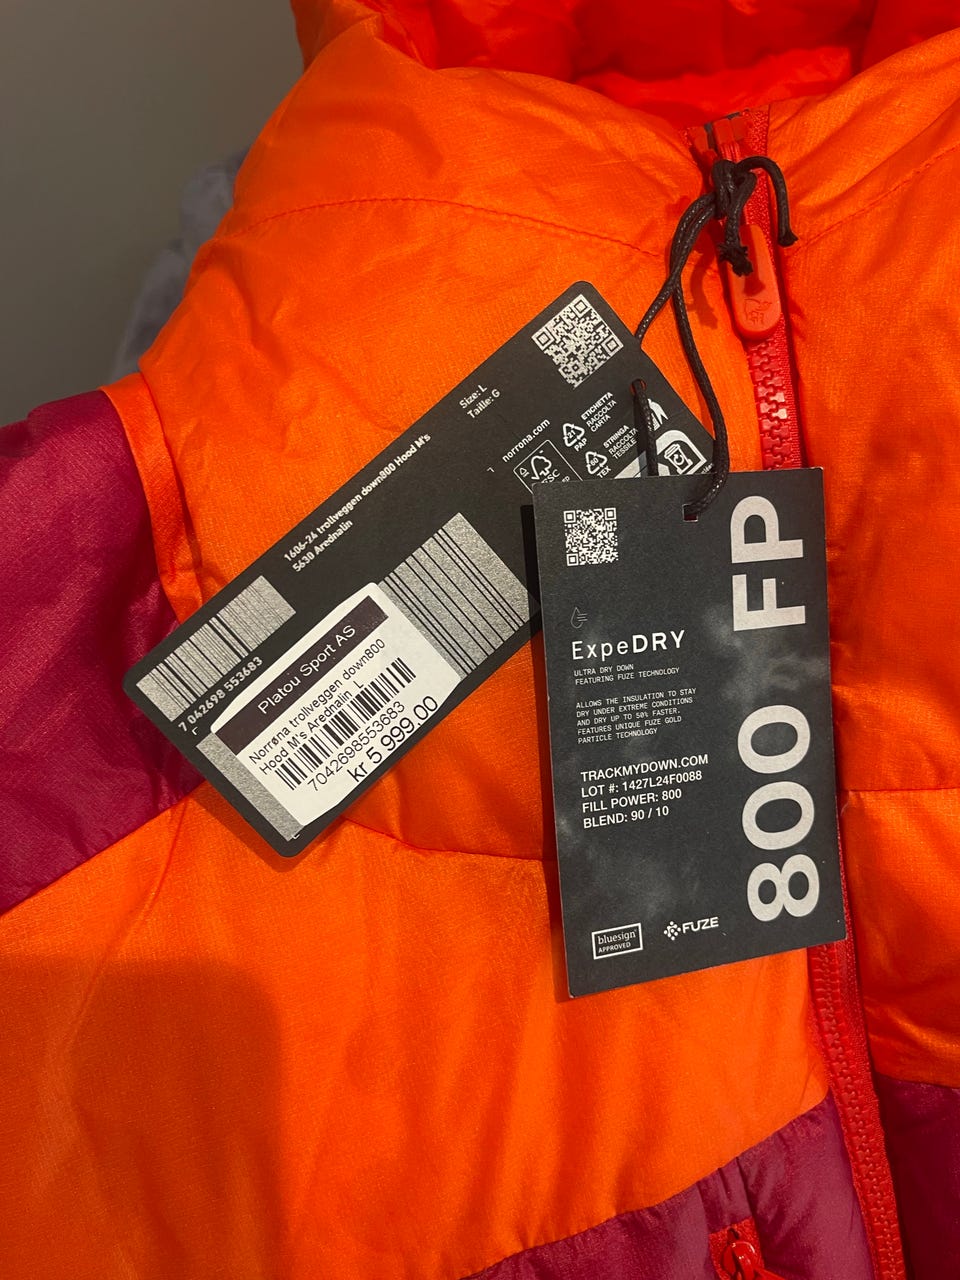 Size: L
Taille: G
1606-24 trollveggen down800 Hood M's
5630 Arednalin
norrona.com
ETICHETTA
RACCOLTA
CARTA
21
PAP
STRINGA
RACCOLTA
TESSILE
60
TEX
7 042698 553683
Platou Sport AS
Norrøna trollveggen down800
Hood M's Arednalin L
7042698553683
kr 5 999.00
ExpeDRY
ULTRA DRY DOWN
FEATURING FUZE TECHNOLOGY
ALLOWS THE INSULATION TO STAY
DRY UNDER EXTREME CONDITIONS
AND DRY UP TO 50% FASTER.
FEATURES UNIQUE FUZE GOLD
PARTICLE TECHNOLOGY
TRACKMYDOWN.COM
LOT #: 1427L24F0088
FILL POWER: 800
BLEND: 90 / 10
bluesign
APPROVED
FUZE
800 FP